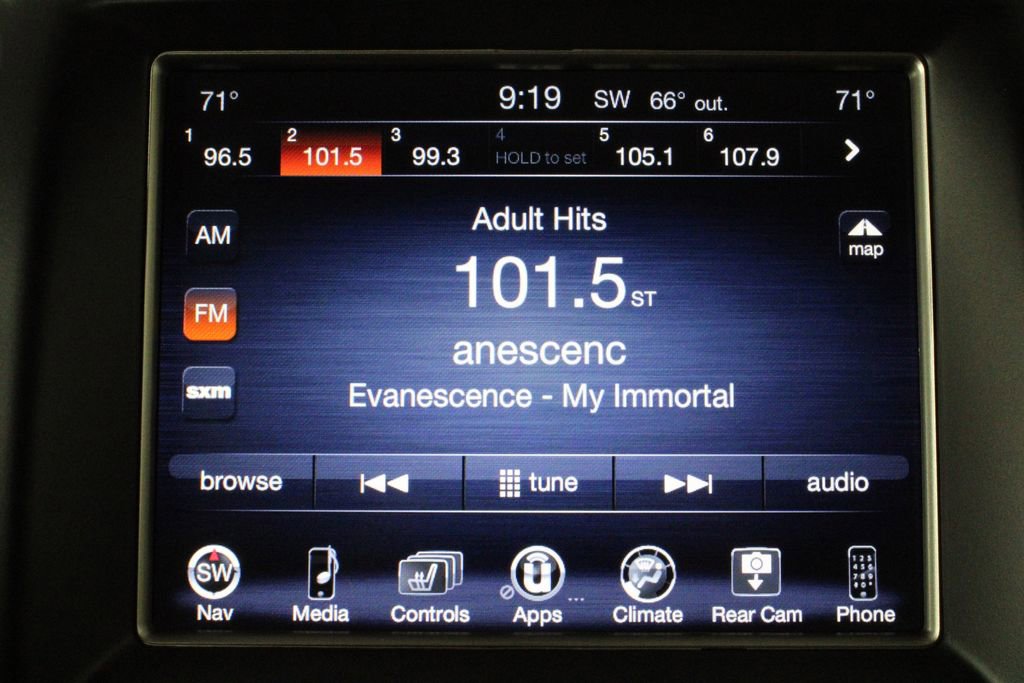 71° 9:19 SW 66° out. 71°
1 96.5 2 101.5 3 99.3 4 HOLD to set 5 105.1 6 107.9
Adult Hits
AM
map
101.5 ST
FM
anescenc
sxm
Evanescence - My Immortal
browse tune audio
SW
Nav Media Controls Apps Climate Rear Cam Phone